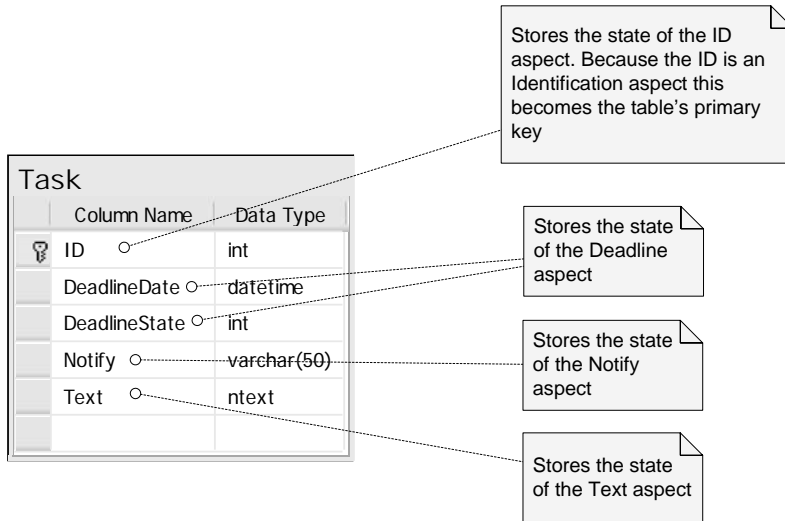 Stores the state of the ID
aspect. Because the ID is an
Identification aspect this
becomes the table's primary
key
Task
Column Name Data Type
ID int
DeadlineDate datetime
DeadlineState int
Notify varchar(50)
Text ntext
Stores the state
of the Deadline
aspect
Stores the state
of the Notify
aspect
Stores the state
of the Text aspect